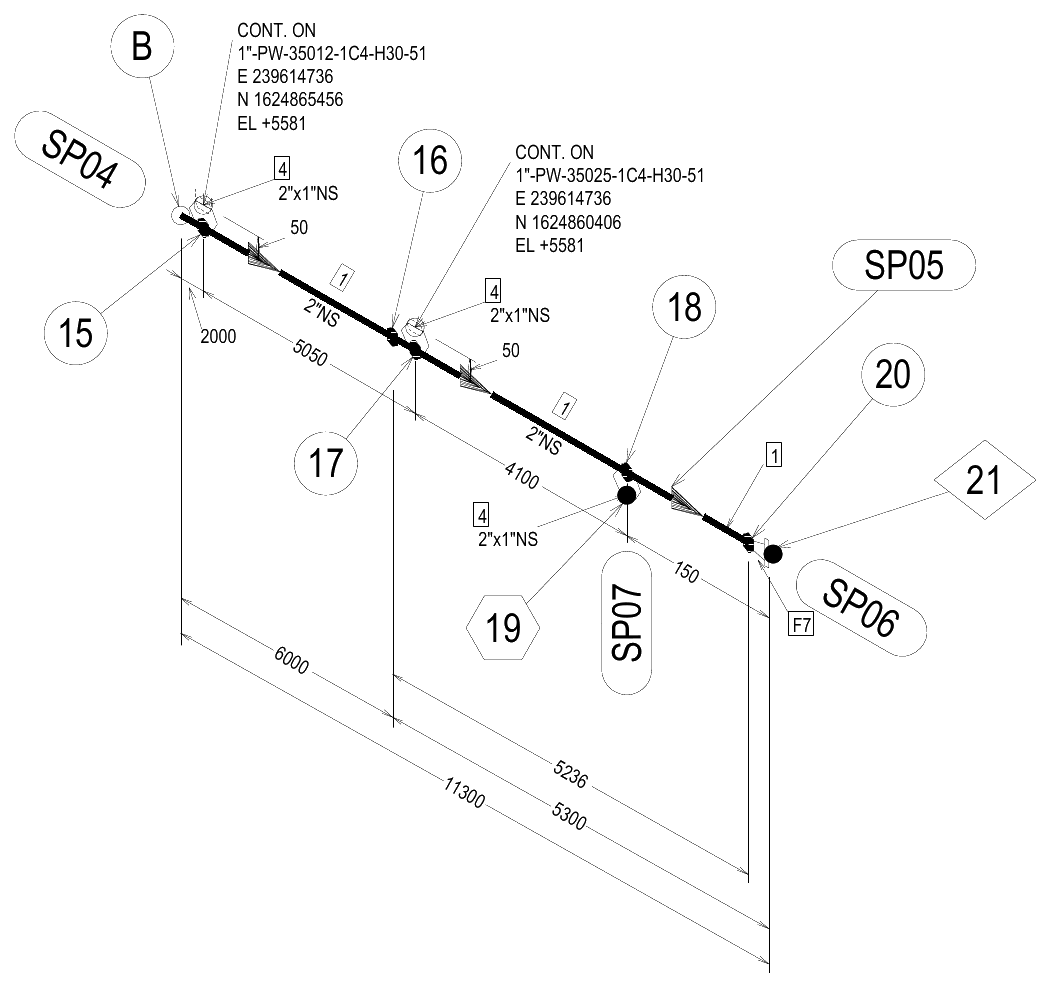 CONT. ON
1"-PW-35012-1C4-H30-51
E 239614736
N 1624865456
EL +5581
B
SP04
4
2"x1"NS
50
16
CONT. ON
1"-PW-35025-1C4-H30-51
E 239614736
N 1624860406
EL +5581
SP05
15
2000
1
2"NS
5050
4
2"x1"NS
50
18
20
17
1
2"NS
4100
1
21
4
2"x1"NS
150
19
SP07
F7
SP06
6000
5236
11300
5300